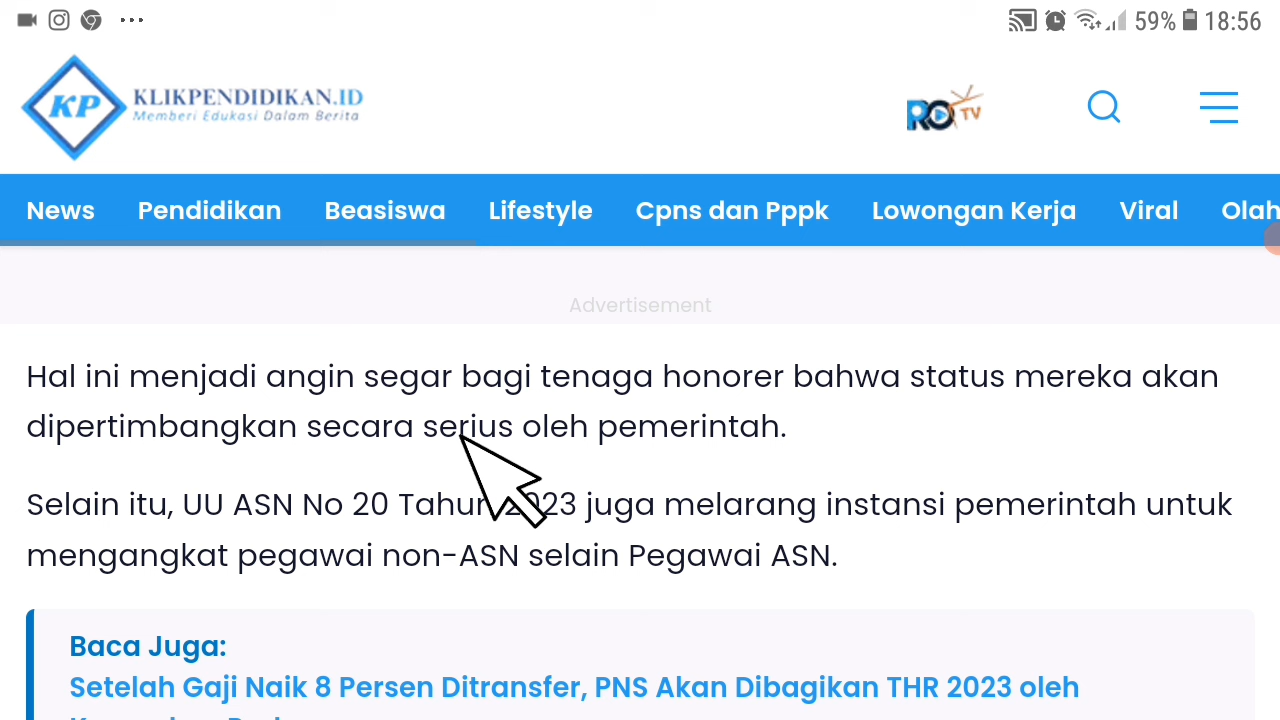 59% 18:56
KP KLIKPENDIDIKAN.ID
Memberi Edukasi Dalam Berita
RO TV
News Pendidikan Beasiswa Lifestyle Cpns dan Pppk Lowongan Kerja Viral Olah
Advertisement
Hal ini menjadi angin segar bagi tenaga honorer bahwa status mereka akan
dipertimbangkan secara serius oleh pemerintah.
Selain itu, UU ASN No 20 Tahun 2023 juga melarang instansi pemerintah untuk
mengangkat pegawai non-ASN selain Pegawai ASN.
Baca Juga:
Setelah Gaji Naik 8 Persen Ditransfer, PNS Akan Dibagikan THR 2023 oleh